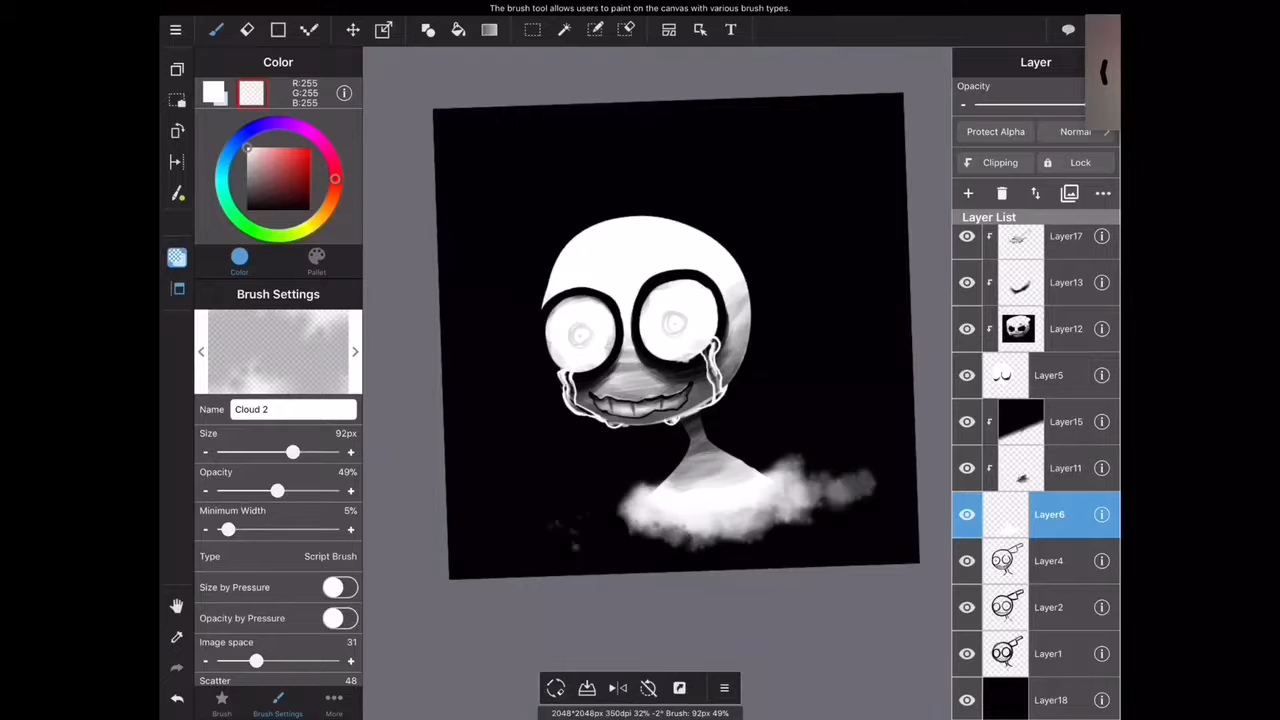 The brush tool allows users to paint on the canvas with various brush types.
T
Color
Layer
R:255
G:255
B:255
Opacity
Protect Alpha
Normal
Clipping
Lock
Layer List
Layer17
Color
Pallet
Layer13
Brush Settings
Layer12
Layer5
Name
Cloud 2
Layer15
Size
92px
Opacity
49%
Layer11
Minimum Width
5%
Layer6
Type
Script Brush
Layer4
Size by Pressure
Layer2
Opacity by Pressure
Image space
31
Layer1
Scatter
48
Brush
Brush Settings
More
Layer18
2048*2048px 350dpi 32% -2° Brush: 92px 49%